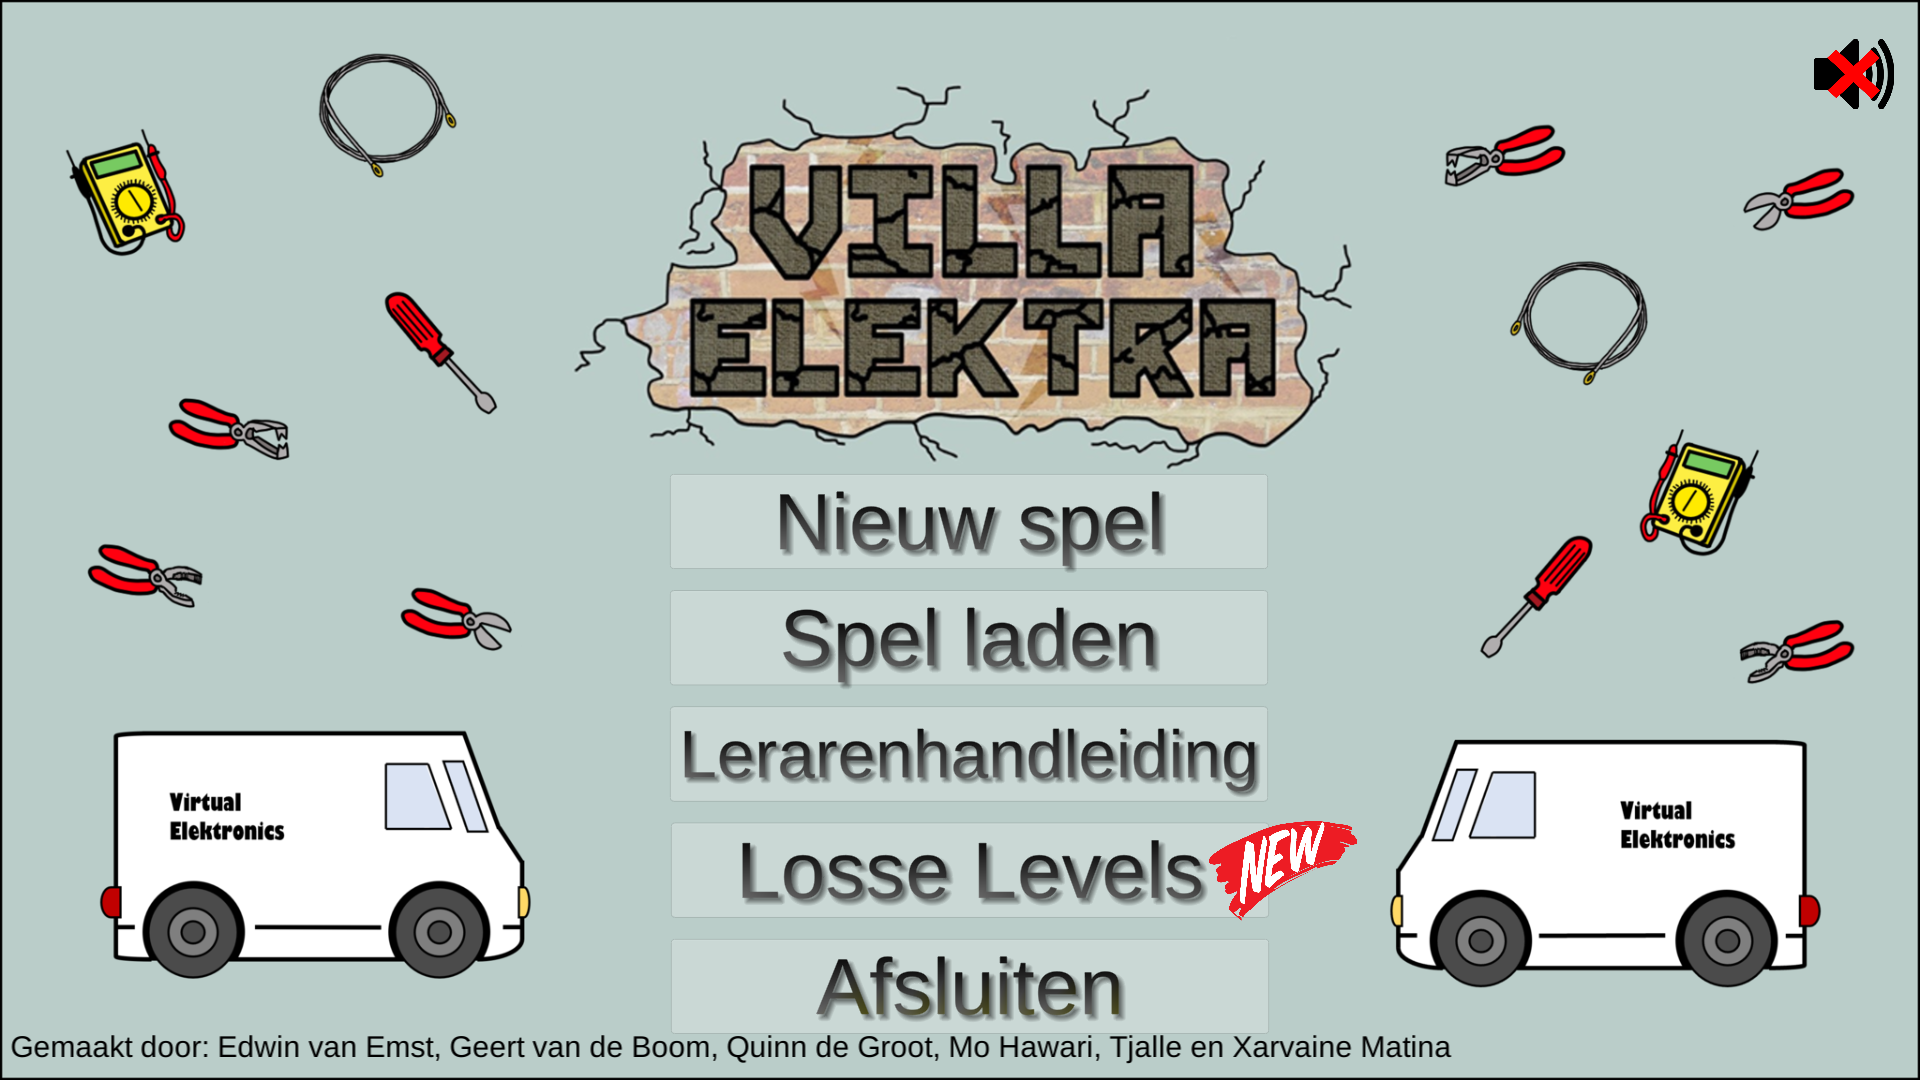 VILLA
ELEKTRA
Nieuw spel
Spel laden
Lerarenhandleiding
Virtual
Elektronics
Virtual
Elektronics
Losse Levels NEW
Afsluiten
Gemaakt door: Edwin van Emst, Geert van de Boom, Quinn de Groot, Mo Hawari, Tjalle en Xarvaine Matina